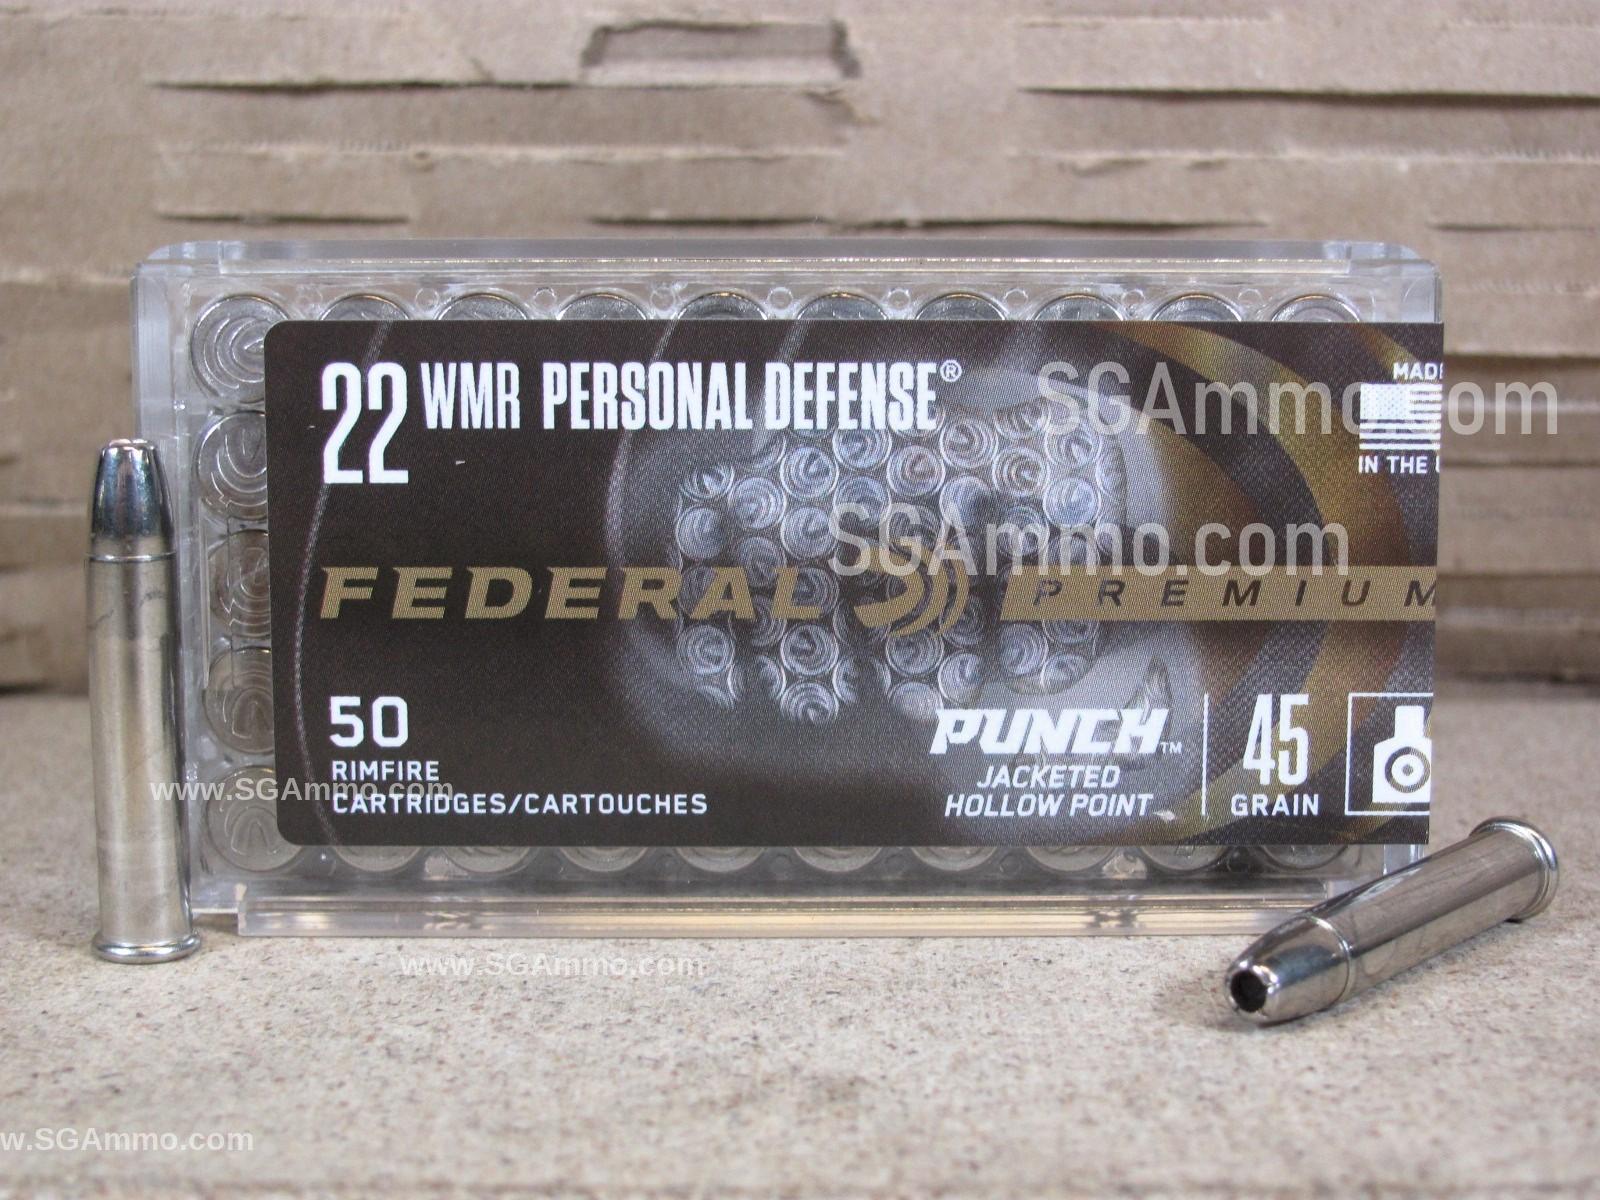 22 WMR PERSONAL DEFENSE®
SGAmmo.com
MADE
IN THE U
SGAmmo.com
FEDERAL PREMIUM
50
RIMFIRE
CARTRIDGES/CARTOUCHES
www.SGAmmo.com
PUNCH™
JACKETED
HOLLOW POINT
45
GRAIN
www.SGAmmo.com
w.SGAmmo.com